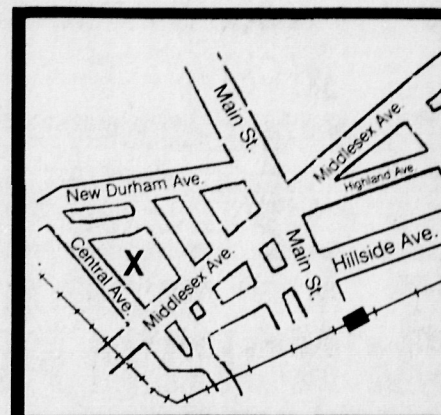 Main St.
Middlesex Ave.
Highland Ave
New Durham Ave.
Central Ave.
X
Middlesex Ave.
Main St.
Hillside Ave.